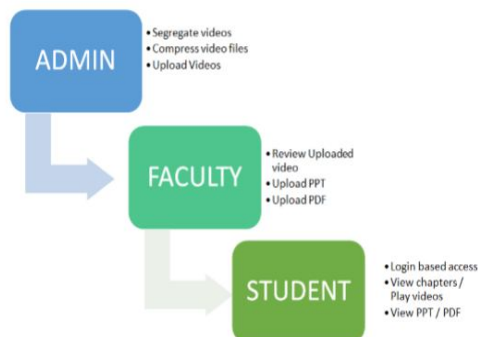 ADMIN
• Segregate videos
• Compress video files
• Upload Videos
FACULTY
• Review Uploaded
video
• Upload PPT
• Upload PDF
STUDENT
• Login based access
• View chapters /
Play videos
• View PPT / PDF